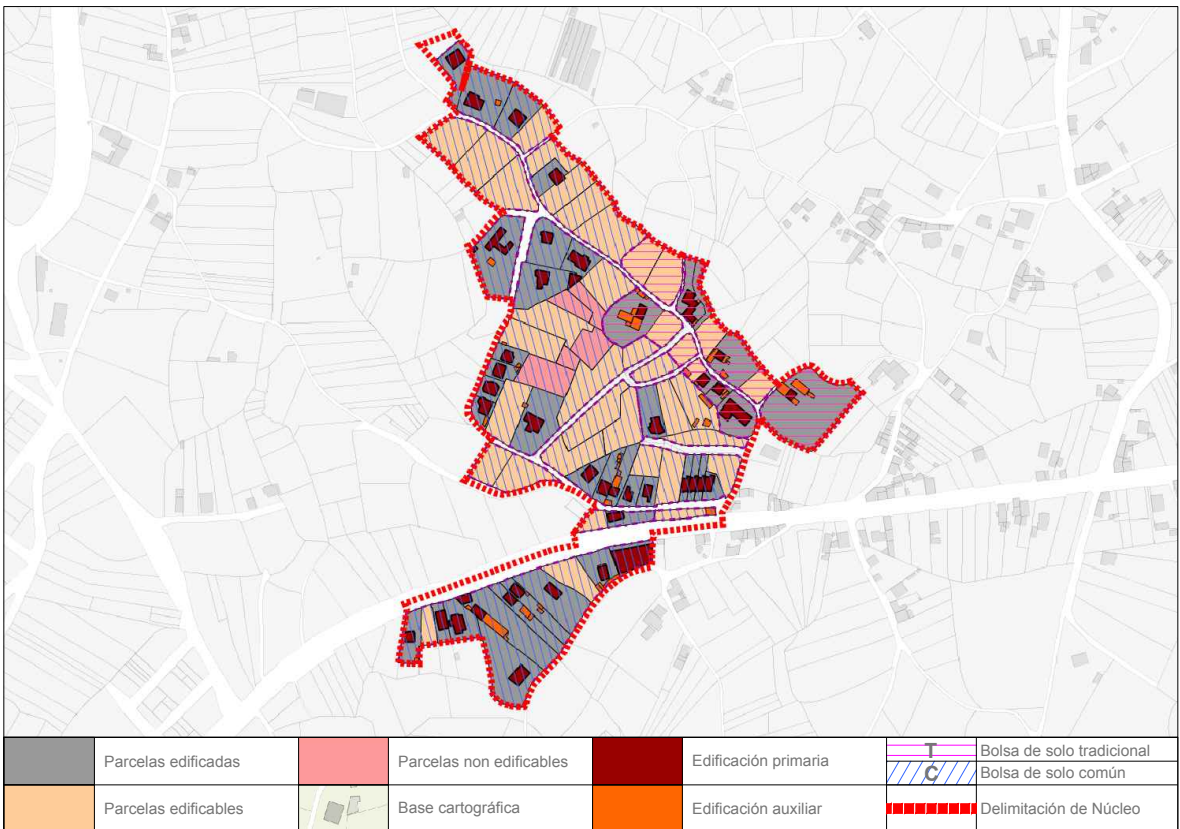 Parcelas edificadas
Parcelas non edificables
Edificación primaria
T
Bolsa de solo tradicional
C
Bolsa de solo común
Parcelas edificables
Base cartográfica
Edificación auxiliar
Delimitación de Núcleo